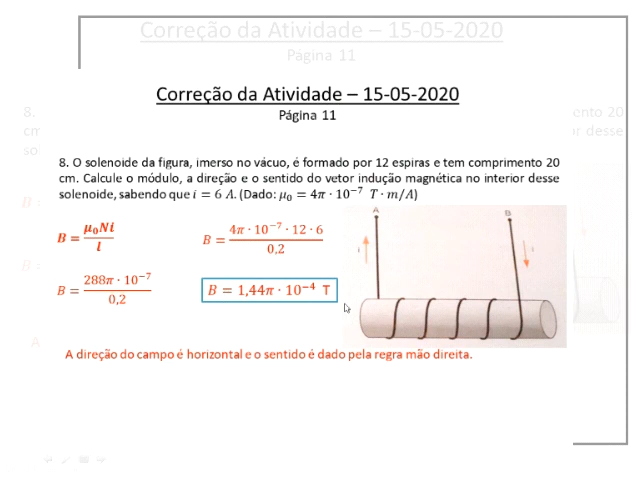 Correção da Atividade – 15-05-2020
Página 11
Correção da Atividade – 15-05-2020
Página 11
8. O solenoide da figura, imerso no vácuo, é formado por 12 espiras e tem comprimento 20
cm. Calcule o módulo, a direção e o sentido do vetor indução magnética no interior desse
solenoide, sabendo que i = 6 A. (Dado: μ₀ = 4π · 10⁻⁷ T · m/A)
B = μ₀Ni / l
B = 4π · 10⁻⁷ · 12 · 6 / 0,2
B = 288π · 10⁻⁷ / 0,2
B = 1,44π · 10⁻⁴ T
A
B
A direção do campo é horizontal e o sentido é dado pela regra mão direita.